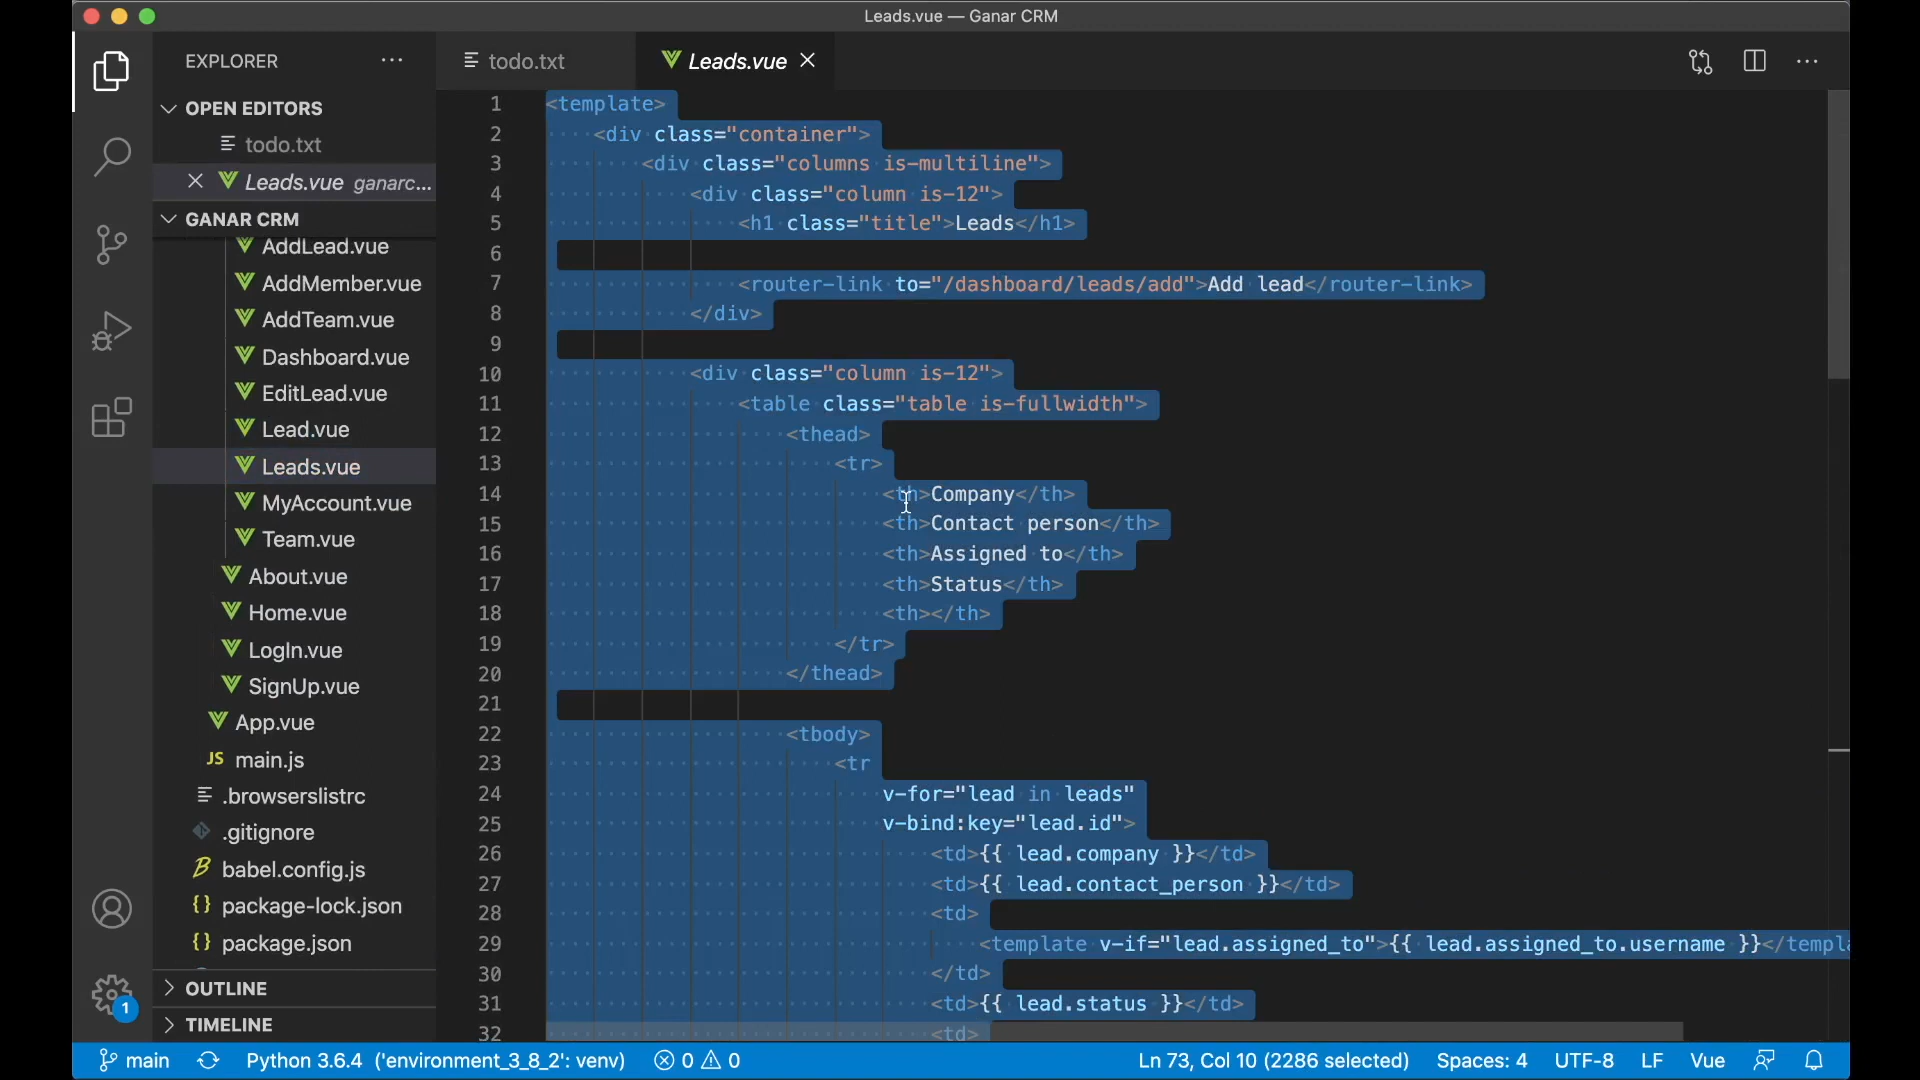 Leads.vue — Ganar CRM
EXPLORER
todo.txt
Leads.vue
OPEN EDITORS
todo.txt
Leads.vue ganarc...
GANAR CRM
AddLead.vue
AddMember.vue
AddTeam.vue
Dashboard.vue
EditLead.vue
Lead.vue
Leads.vue
MyAccount.vue
Team.vue
About.vue
Home.vue
LogIn.vue
SignUp.vue
App.vue
JS main.js
.browserslistrc
.gitignore
babel.config.js
{} package-lock.json
{} package.json
OUTLINE
TIMELINE
1
1 <template>
2 <div class="container">
3 <div class="columns is-multiline">
4 <div class="column is-12">
5 <h1 class="title">Leads</h1>
6
7 <router-link to="/dashboard/leads/add">Add lead</router-link>
8 </div>
9
10 <div class="column is-12">
11 <table class="table is-fullwidth">
12 <thead>
13 <tr>
14 <th>Company</th>
15 <th>Contact person</th>
16 <th>Assigned to</th>
17 <th>Status</th>
18 <th></th>
19 </tr>
20 </thead>
21
22 <tbody>
23 <tr
24 v-for="lead in leads"
25 v-bind:key="lead.id">
26 <td>{{ lead.company }}</td>
27 <td>{{ lead.contact_person }}</td>
28 <td>
29 <template v-if="lead.assigned_to">{{ lead.assigned_to.username }}</templa
30 </td>
31 <td>{{ lead.status }}</td>
32 <td>
main Python 3.6.4 ('environment_3_8_2': venv) 0 0 Ln 73, Col 10 (2286 selected) Spaces: 4 UTF-8 LF Vue